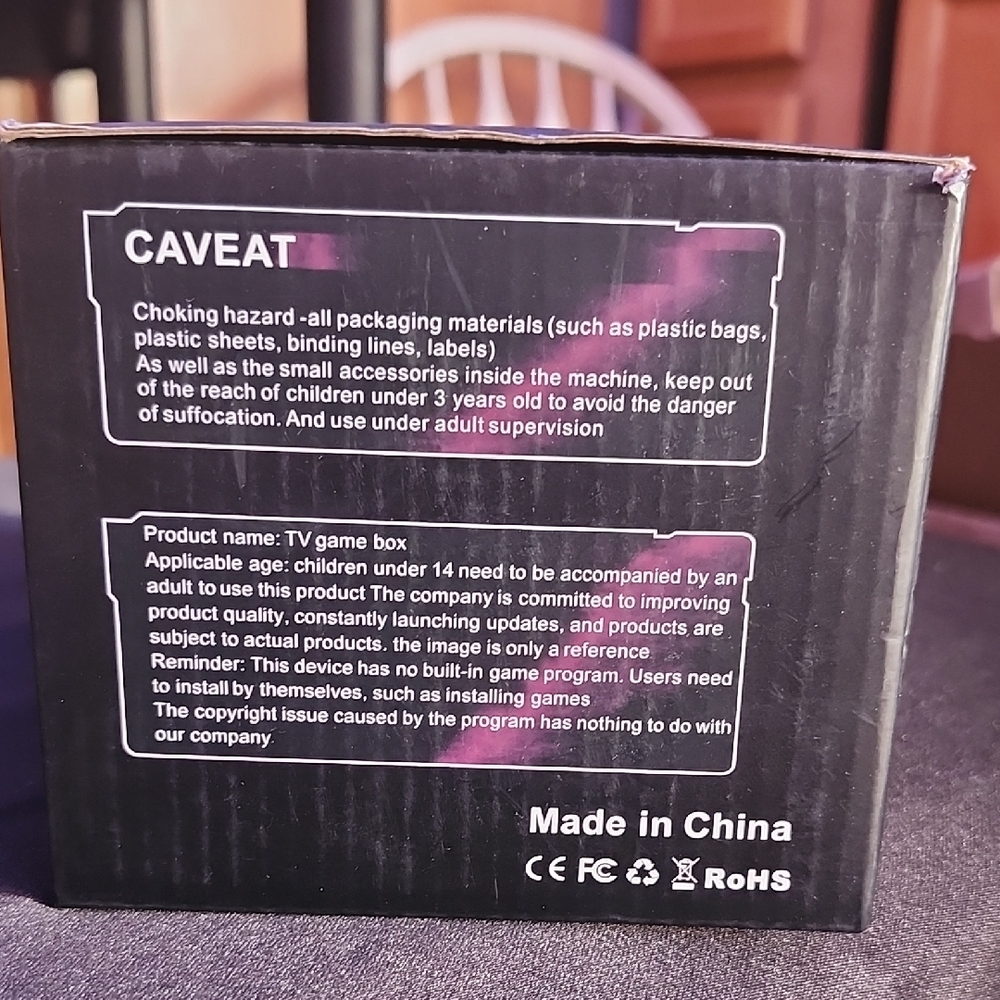 CAVEAT
Choking hazard -all packaging materials (such as plastic bags,
plastic sheets, binding lines, labels)
As well as the small accessories inside the machine, keep out
of the reach of children under 3 years old to avoid the danger
of suffocation. And use under adult supervision
Product name: TV game box
Applicable age: children under 14 need to be accompanied by an
adult to use this product The company is committed to improving
product quality, constantly launching updates, and products are
subject to actual products. the image is only a reference
Reminder: This device has no built-in game program. Users need
to install by themselves, such as installing games
The copyright issue caused by the program has nothing to do with
our company
Made in China
CE FC RoHS